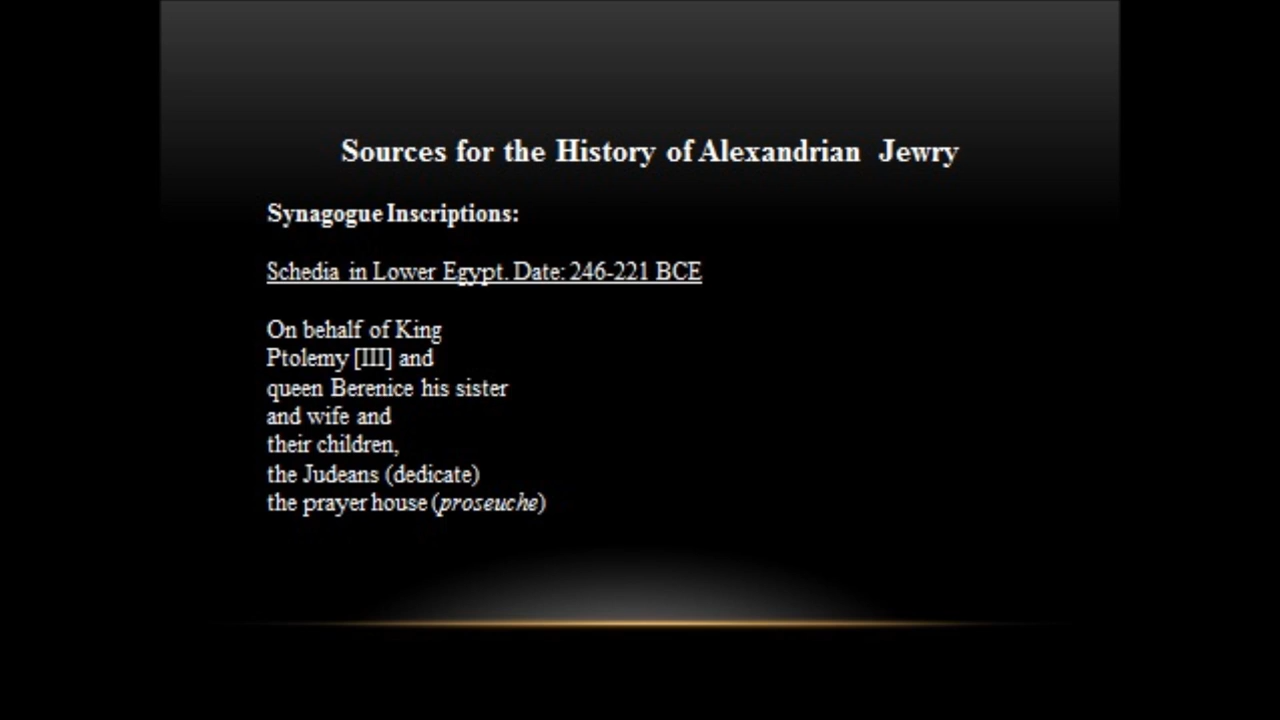 Sources for the History of Alexandrian Jewry
Synagogue Inscriptions:
Schedia in Lower Egypt. Date: 246-221 BCE
On behalf of King
Ptolemy [III] and
queen Berenice his sister
and wife and
their children,
the Judeans (dedicate)
the prayer house (proseuche)